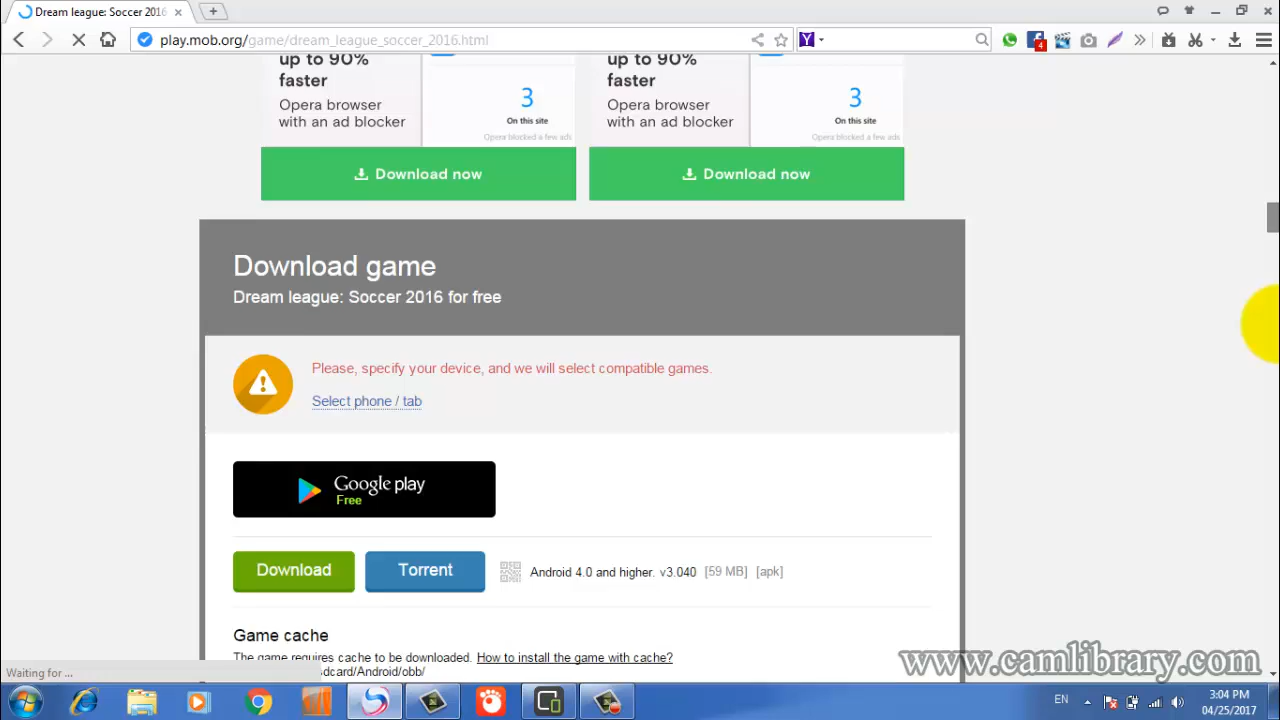 Dream league: Soccer 2016
play.mob.org/game/dream_league_soccer_2016.html
Y
4
up to 90%
faster
Opera browser
with an ad blocker
3
On this site
Opera blocked a few ads
Download now
up to 90%
faster
Opera browser
with an ad blocker
3
On this site
Opera blocked a few ads
Download now
Download game
Dream league: Soccer 2016 for free
Please, specify your device, and we will select compatible games.
Select phone / tab
Google play
Free
Download
Torrent
Android 4.0 and higher. v3.040 [59 MB] [apk]
Game cache
The game requires cache to be downloaded. How to install the game with cache?
dcard/Android/obb/
Waiting for ...
www.camlibrary.com
EN
3:04 PM
04/25/2017